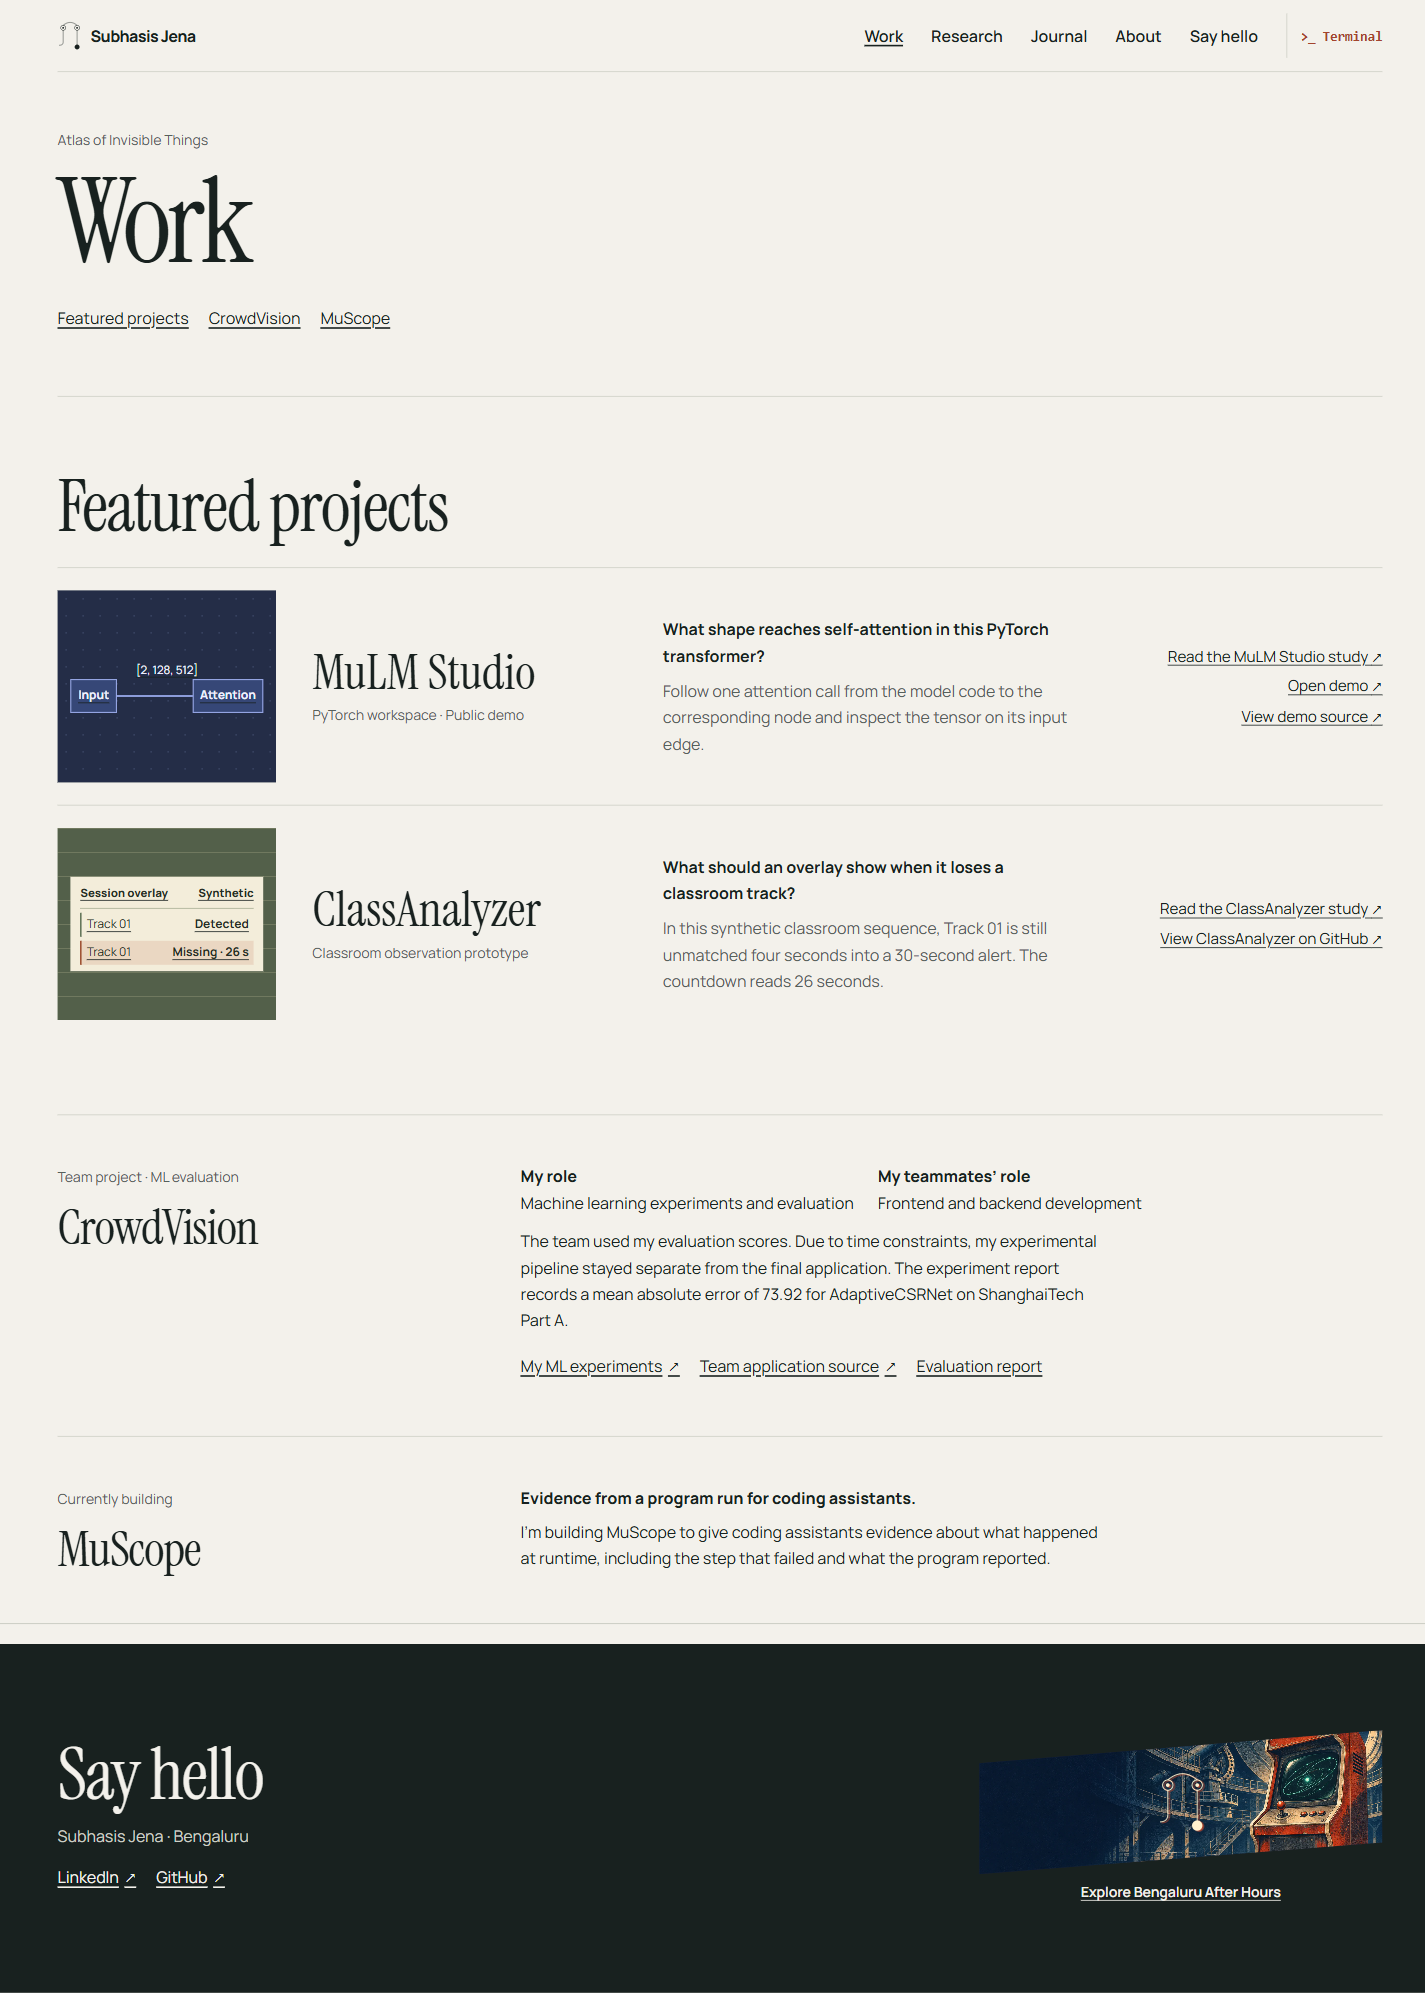 Subhasis Jena
Work Research Journal About Say hello >_ Terminal
Atlas of Invisible Things
Work
Featured projects CrowdVision MuScope
Featured projects
[2, 128, 512]
Input Attention
MuLM Studio
PyTorch workspace · Public demo
What shape reaches self-attention in this PyTorch
transformer?
Follow one attention call from the model code to the
corresponding node and inspect the tensor on its input
edge.
Read the MuLM Studio study ↗
Open demo ↗
View demo source ↗
Session overlay Synthetic
Track 01 Detected
Track 01 Missing · 26 s
ClassAnalyzer
Classroom observation prototype
What should an overlay show when it loses a
classroom track?
In this synthetic classroom sequence, Track 01 is still
unmatched four seconds into a 30-second alert. The
countdown reads 26 seconds.
Read the ClassAnalyzer study ↗
View ClassAnalyzer on GitHub ↗
Team project · ML evaluation
CrowdVision
My role
Machine learning experiments and evaluation
My teammates’ role
Frontend and backend development
The team used my evaluation scores. Due to time constraints, my experimental
pipeline stayed separate from the final application. The experiment report
records a mean absolute error of 73.92 for AdaptiveCSRNet on ShanghaiTech
Part A.
My ML experiments ↗ Team application source ↗ Evaluation report
Currently building
MuScope
Evidence from a program run for coding assistants.
I’m building MuScope to give coding assistants evidence about what happened
at runtime, including the step that failed and what the program reported.
Say hello
Subhasis Jena · Bengaluru
LinkedIn ↗ GitHub ↗
Explore Bengaluru After Hours